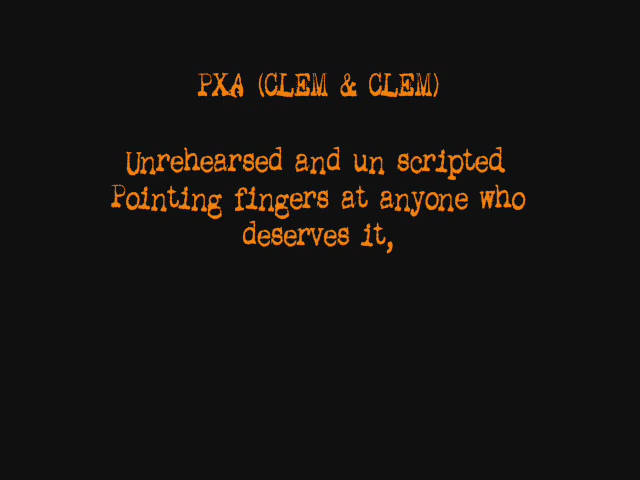 PXA (CLEM & CLEM)
Unrehearsed and un scripted
Pointing fingers at anyone who
deserves it,